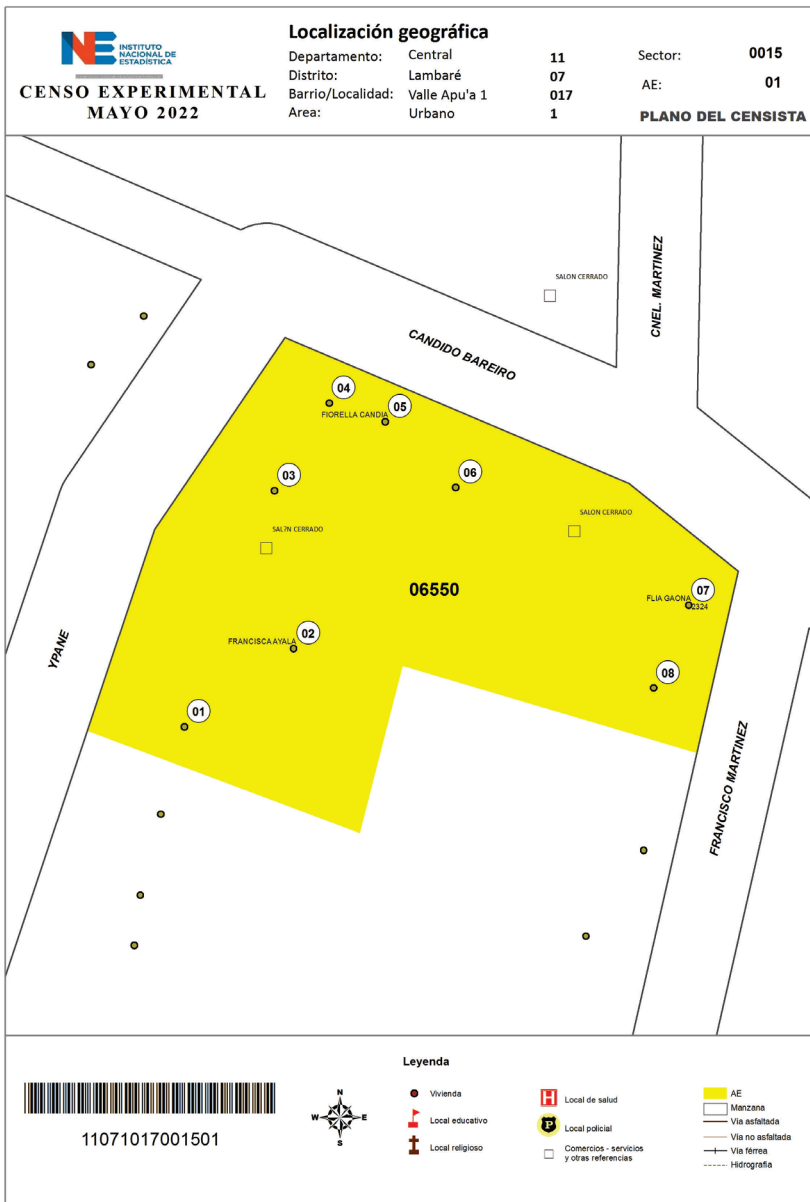 INE INSTITUTO
NACIONAL DE
ESTADÍSTICA
CENSO EXPERIMENTAL
MAYO 2022
Localización geográfica
Departamento: Central 11
Distrito: Lambaré 07
Barrio/Localidad: Valle Apu'a 1 017
Area: Urbano 1
Sector: 0015
AE: 01
PLANO DEL CENSISTA
SALON CERRADO
CNEL. MARTINEZ
CANDIDO BAREIRO
04
FIORELLA CANDIA
05
03
06
SAL?N CERRADO
SALON CERRADO
06550
07
FLIA GAONA
2324
02
FRANCISCA AYALA
08
YPANE
01
FRANCISCO MARTINEZ
11071017001501
N
W E
S
Leyenda
Vivienda
Local educativo
Local religioso
H Local de salud
P Local policial
Comercios - servicios
y otras referencias
AE
Manzana
Via asfaltada
Via no asfaltada
Via férrea
Hidrografia